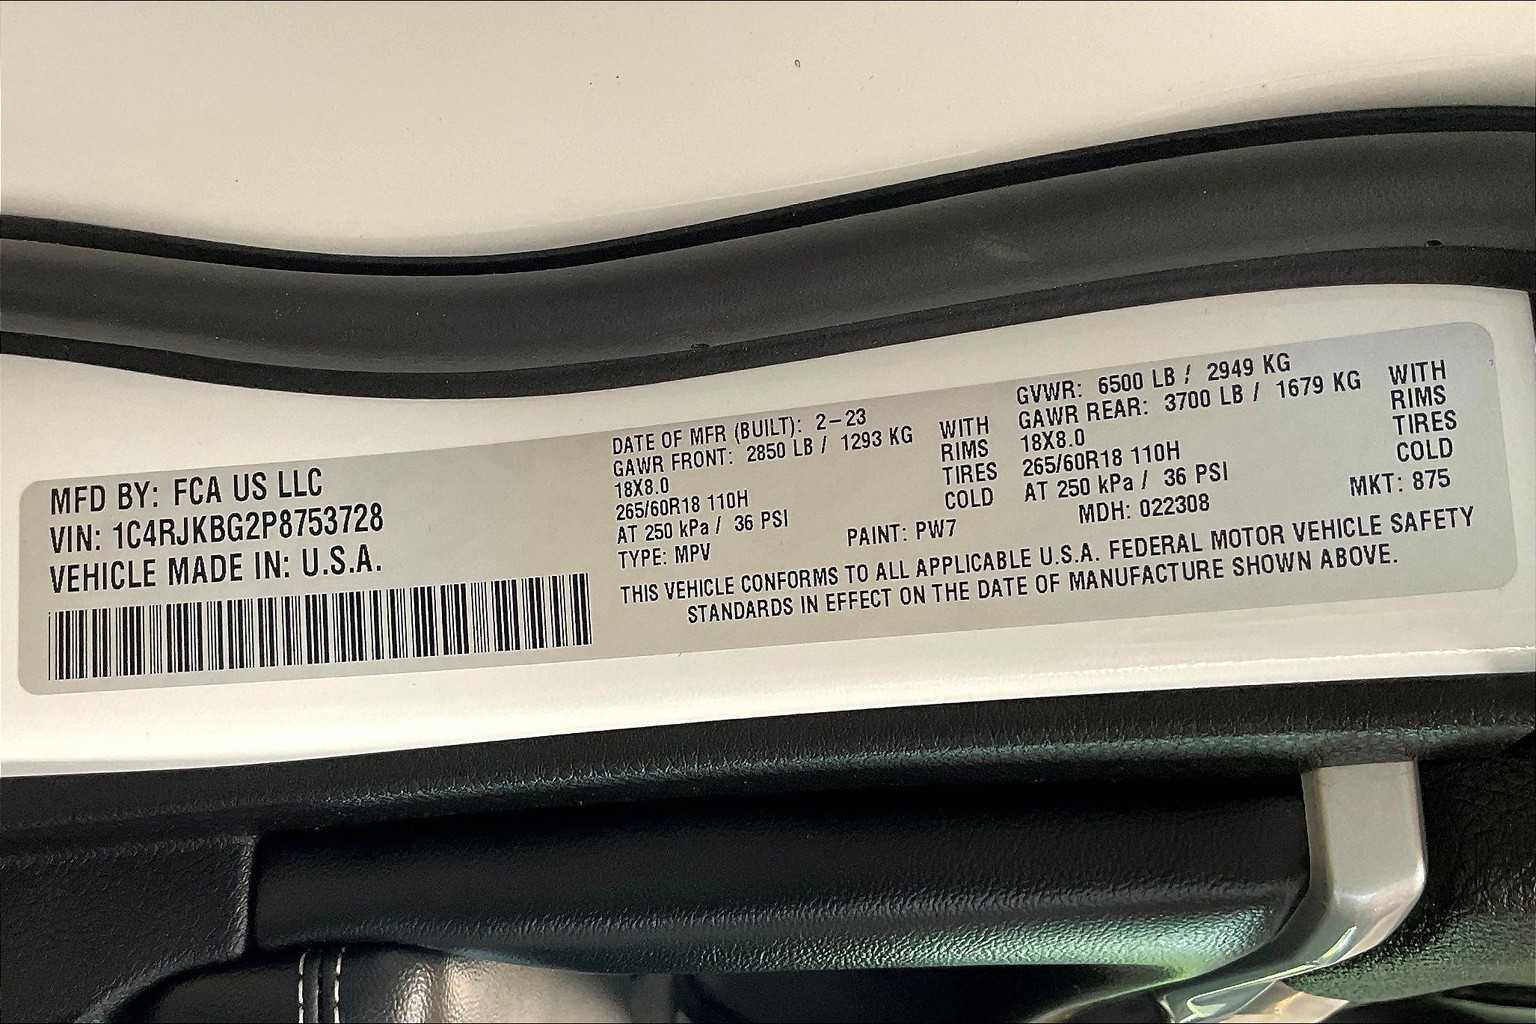 MFD BY: FCA US LLC
VIN: 1C4RJKBG2P8753728
VEHICLE MADE IN: U.S.A.
DATE OF MFR (BUILT): 2-23
GAWR FRONT: 2850 LB / 1293 KG WITH
18X8.0 RIMS
265/60R18 110H TIRES
AT 250 kPa / 36 PSI COLD
TYPE: MPV PAINT: PW7
GVWR: 6500 LB / 2949 KG
GAWR REAR: 3700 LB / 1679 KG WITH
18X8.0 RIMS
265/60R18 110H TIRES
AT 250 kPa / 36 PSI COLD
MDH: 022308 MKT: 875
THIS VEHICLE CONFORMS TO ALL APPLICABLE U.S.A. FEDERAL MOTOR VEHICLE SAFETY
STANDARDS IN EFFECT ON THE DATE OF MANUFACTURE SHOWN ABOVE.